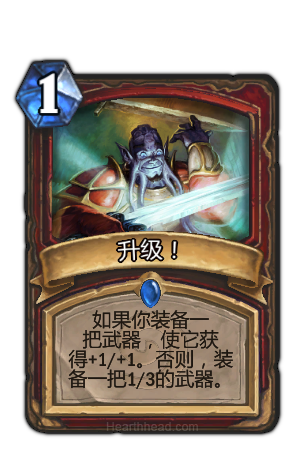 1
升级！
如果你装备一
把武器，使它获
得+1/+1。否则，装
备一把1/3的武器。
Hearthhead.com